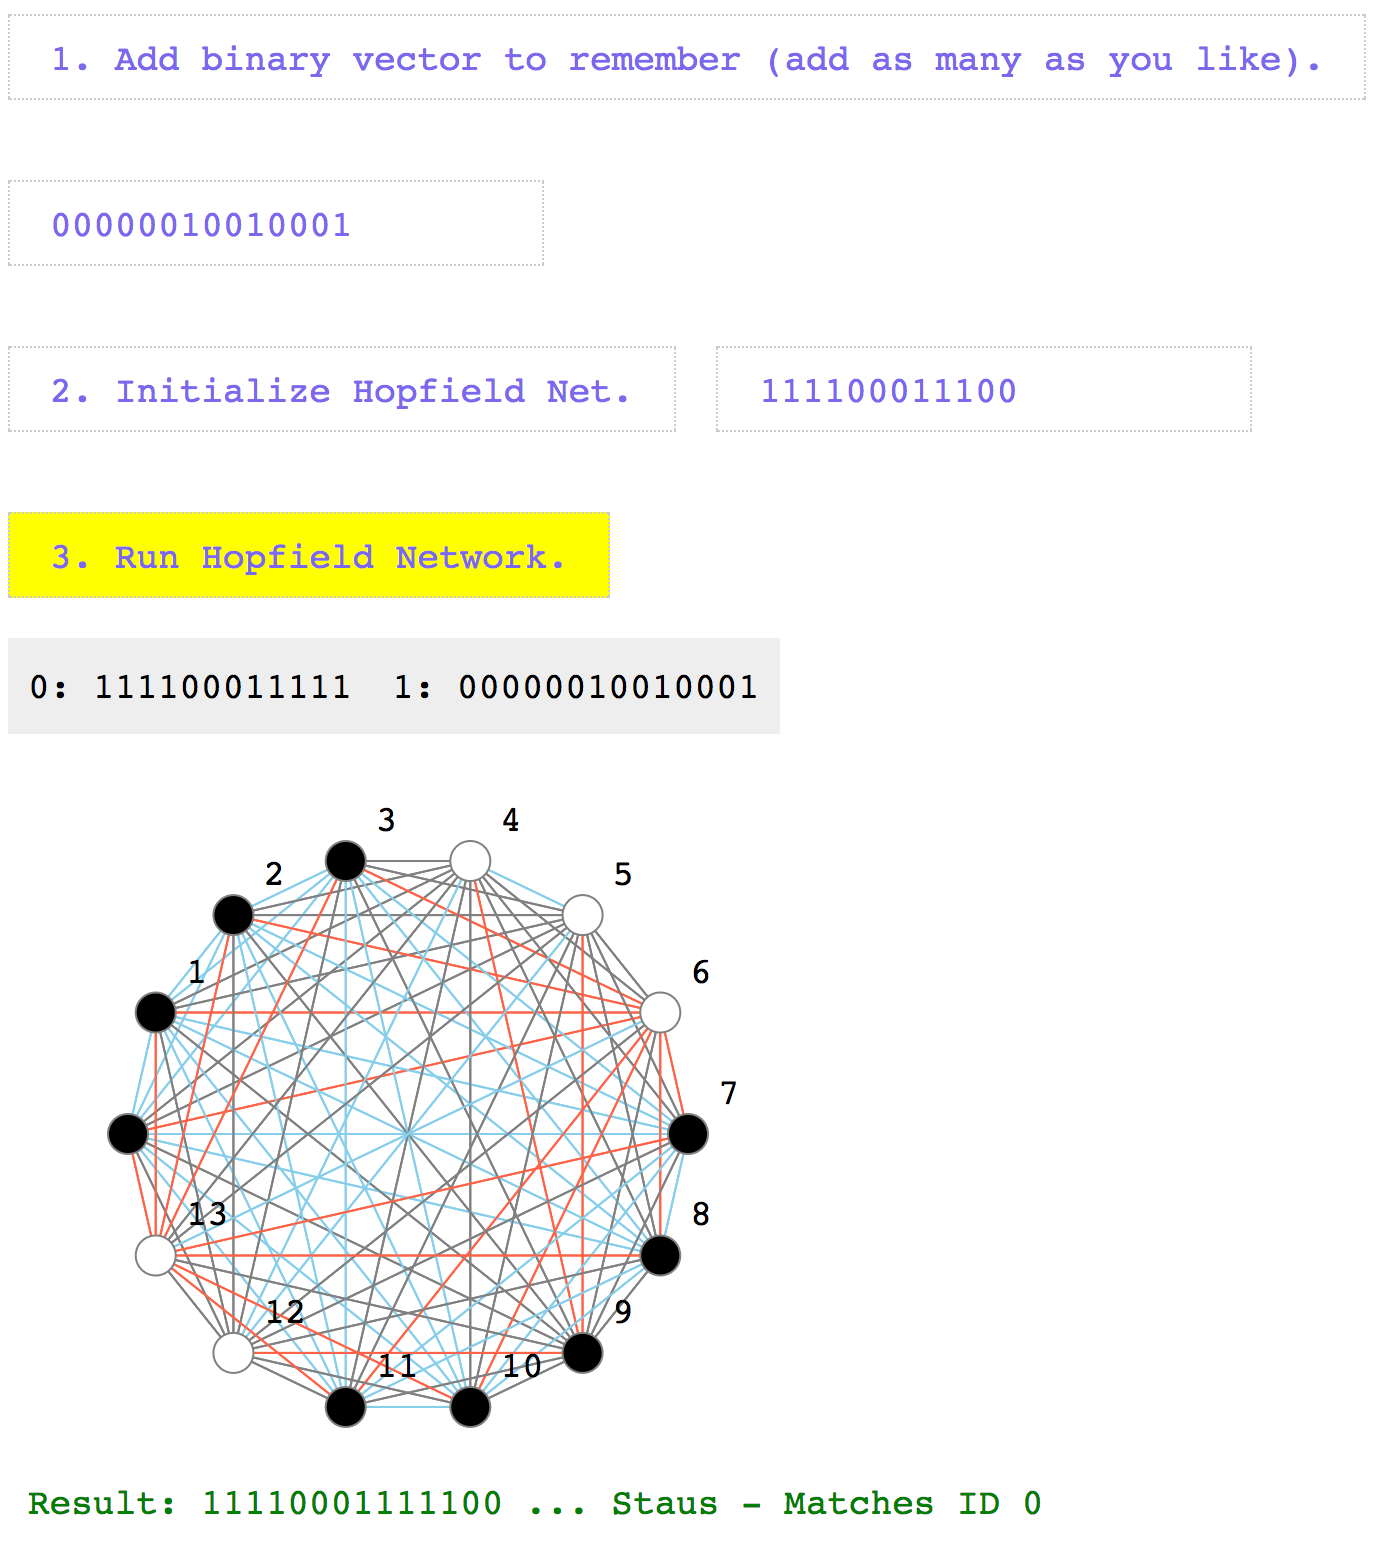 1. Add binary vector to remember (add as many as you like).
00000010010001
2. Initialize Hopfield Net.
111100011100
3. Run Hopfield Network.
0: 111100011111  1: 00000010010001
3 4
2 5
1 6
7
13 8
12 9
11 10
Result: 11110001111100 ... Staus - Matches ID 0